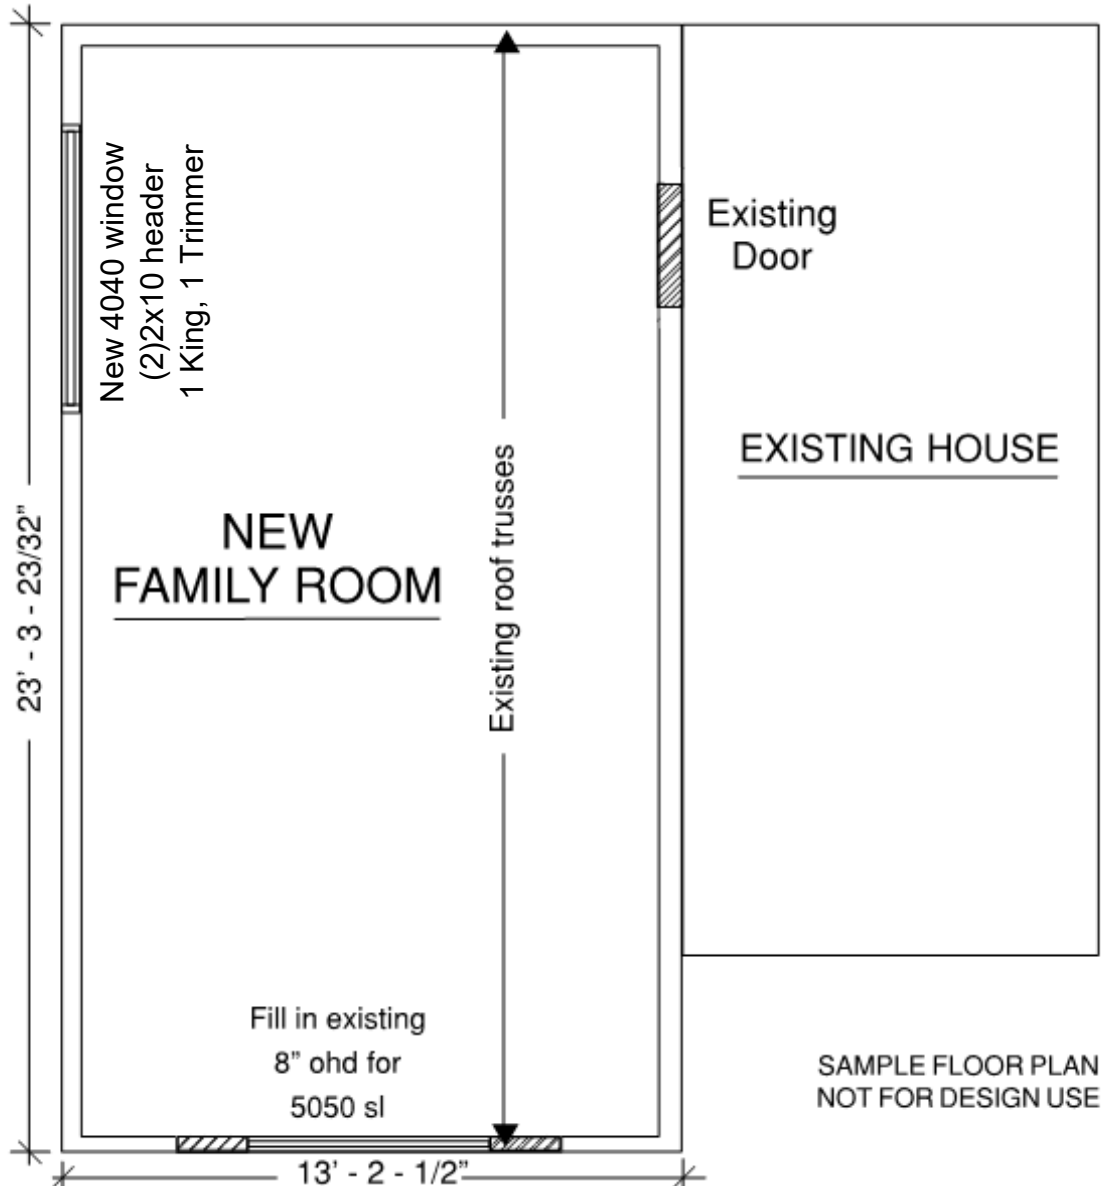 New 4040 window
(2)2x10 header
1 King, 1 Trimmer
Existing
Door
EXISTING HOUSE
Existing roof trusses
NEW
FAMILY ROOM
23' - 3 - 23/32”
Fill in existing
8” ohd for
5050 sl
SAMPLE FLOOR PLAN
NOT FOR DESIGN USE
13' - 2 - 1/2”